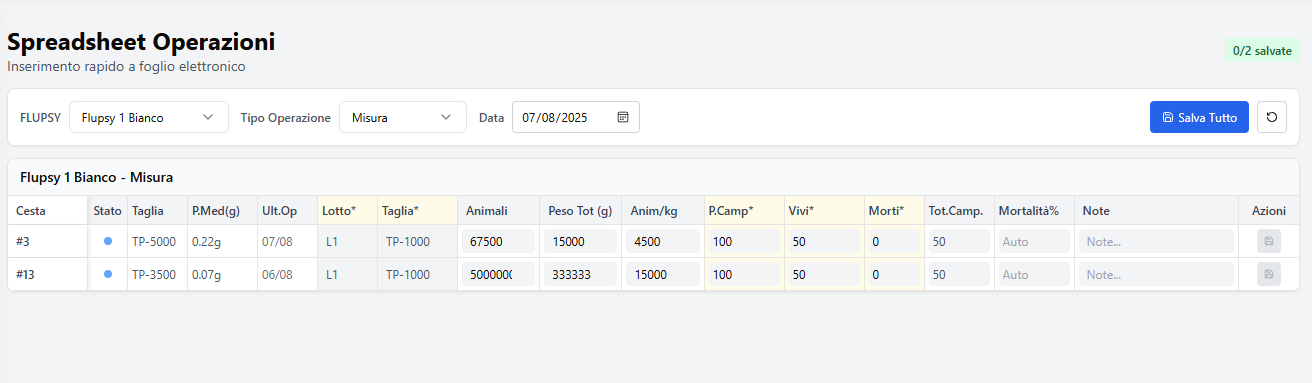 Spreadsheet Operazioni
Inserimento rapido a foglio elettronico
0/2 salvate
FLUPSY Flupsy 1 Bianco Tipo Operazione Misura Data 07/08/2025 Salva Tutto
Flupsy 1 Bianco - Misura
Cesta Stato Taglia P.Med(g) Ult.Op Lotto* Taglia* Animali Peso Tot (g) Anim/kg P.Camp* Vivi* Morti* Tot.Camp. Mortalità% Note Azioni
#3 TP-5000 0.22g 07/08 L1 TP-1000 67500 15000 4500 100 50 0 50 Auto Note...
#13 TP-3500 0.07g 06/08 L1 TP-1000 333333 15000 100 50 0 50 Auto Note...